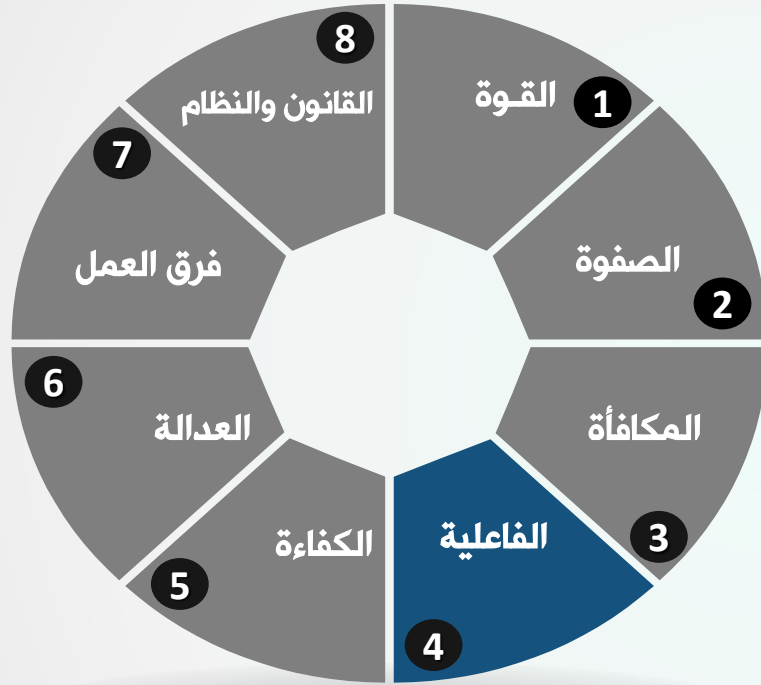 1
القـوة
2
الصفوة
3
المكافأة
4
الفاعلية
5
الكفاءة
6
العدالة
7
فرق العمل
8
القانون والنظام